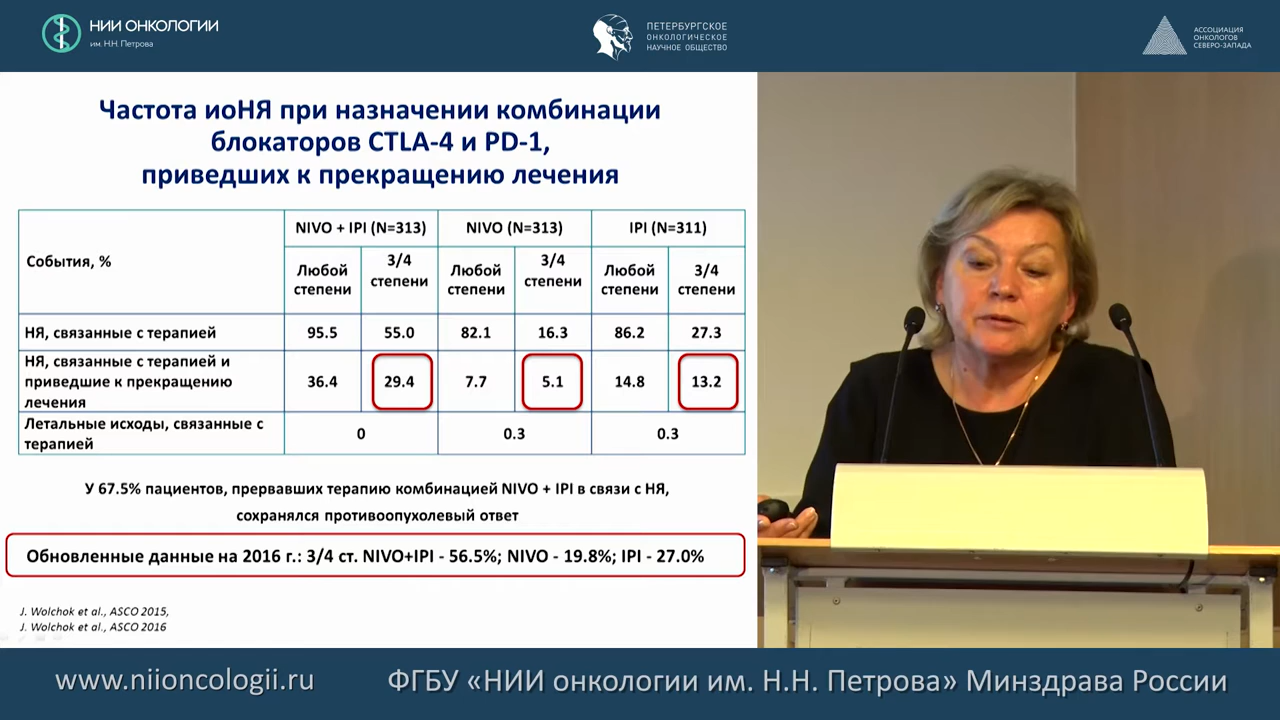 НИИ ОНКОЛОГИИ
им. Н.Н. Петрова
ПЕТЕРБУРГСКОЕ
ОНКОЛОГИЧЕСКОЕ
НАУЧНОЕ ОБЩЕСТВО
АССОЦИАЦИЯ
ОНКОЛОГОВ
СЕВЕРО-ЗАПАДА
Частота иоНЯ при назначении комбинации
блокаторов CTLA-4 и PD-1,
приведших к прекращению лечения
События, %
NIVO + IPI (N=313)
NIVO (N=313)
IPI (N=311)
Любой
степени
3/4
степени
Любой
степени
3/4
степени
Любой
степени
3/4
степени
НЯ, связанные с терапией
95.5
55.0
82.1
16.3
86.2
27.3
НЯ, связанные с терапией и
приведшие к прекращению
лечения
36.4
29.4
7.7
5.1
14.8
13.2
Летальные исходы, связанные с
терапией
0
0.3
0.3
У 67.5% пациентов, прервавших терапию комбинацией NIVO + IPI в связи с НЯ,
сохранялся противоопухолевый ответ
Обновленные данные на 2016 г.: 3/4 ст. NIVO+IPI - 56.5%; NIVO - 19.8%; IPI - 27.0%
J. Wolchok et al., ASCO 2015,
J. Wolchok et al., ASCO 2016
www.niioncologii.ru
ФГБУ «НИИ онкологии им. Н.Н. Петрова» Минздрава России